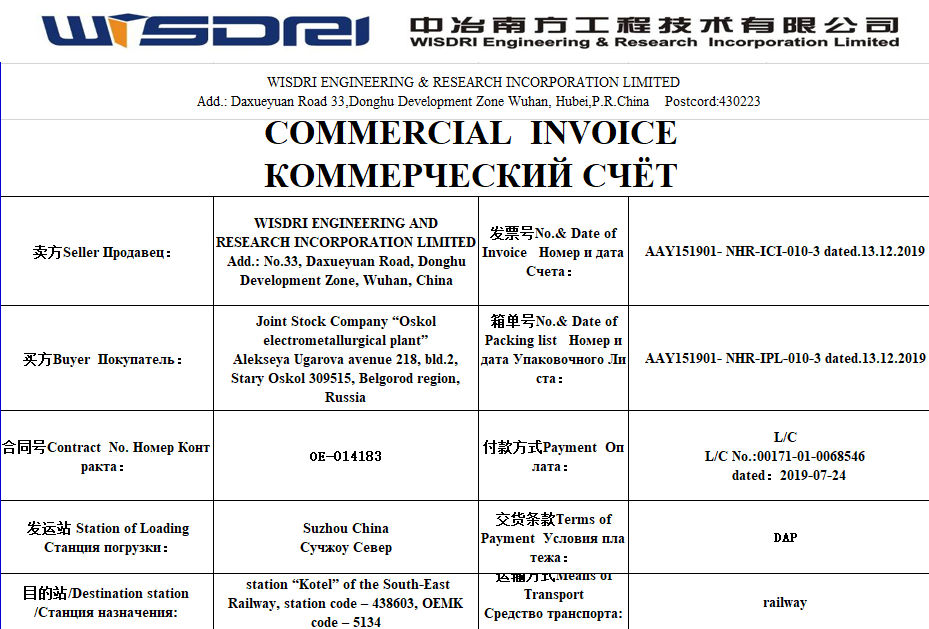 WISDRI 中冶南方工程技术有限公司
WISDRI Engineering & Research Incorporation Limited
WISDRI ENGINEERING & RESEARCH INCORPORATION LIMITED
Add.: Daxueyuan Road 33,Donghu Development Zone Wuhan, Hubei,P.R.China Postcord:430223
COMMERCIAL INVOICE
КОММЕРЧЕСКИЙ СЧЁТ
卖方Seller Продавец：
WISDRI ENGINEERING AND
RESEARCH INCORPORATION LIMITED
Add.: No.33, Daxueyuan Road, Donghu
Development Zone, Wuhan, China
发票号No.& Date of
Invoice Номер и дата
Счета：
AAY151901- NHR-ICI-010-3 dated.13.12.2019
买方Buyer Покупатель：
Joint Stock Company “Oskol
electrometallurgical plant”
Alekseya Ugarova avenue 218, bld.2,
Stary Oskol 309515, Belgorod region,
Russia
箱单号No.& Date of
Packing list Номер и
дата Упаковочного Ли
ста：
AAY151901- NHR-IPL-010-3 dated.13.12.2019
合同号Contract No. Номер Конт
ракта：
OE-014183
付款方式Payment Оп
лата：
L/C
L/C No.:00171-01-0068546
dated：2019-07-24
发运站 Station of Loading
Станция погрузки：
Suzhou China
Сучжоу Север
交货条款Terms of
Payment Условия пла
тежа：
DAP
目的站/Destination station
/Станция назначения:
station “Kotel” of the South-East
Railway, station code – 438603, OEMK
code – 5134
运输方式Means of
Transport
Средство транспорта:
railway